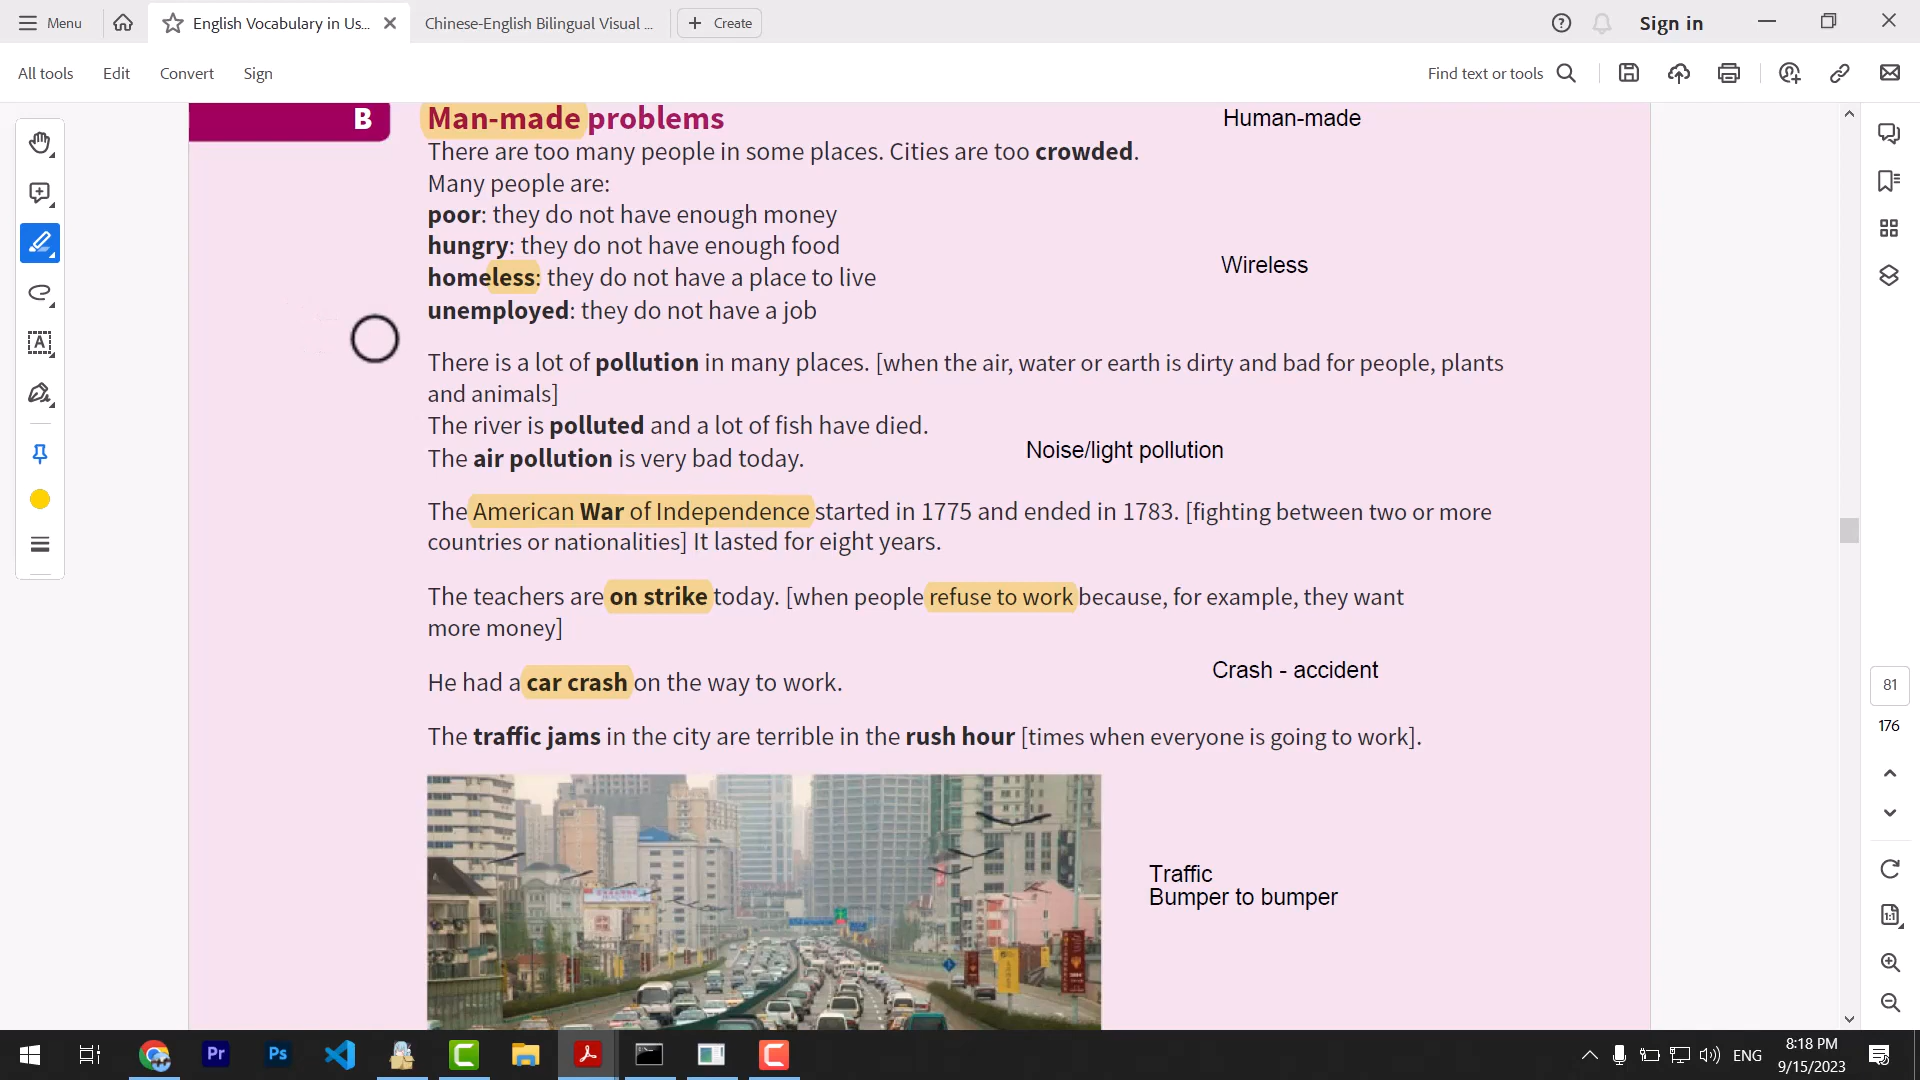 Menu
English Vocabulary in Us...
Chinese-English Bilingual Visual ...
Create
Sign in
All tools
Edit
Convert
Sign
Find text or tools
B
Man-made problems
Human-made
There are too many people in some places. Cities are too crowded.
Many people are:
poor: they do not have enough money
hungry: they do not have enough food
homeless: they do not have a place to live
Wireless
unemployed: they do not have a job
There is a lot of pollution in many places. [when the air, water or earth is dirty and bad for people, plants
and animals]
The river is polluted and a lot of fish have died.
Noise/light pollution
The air pollution is very bad today.
The American War of Independence started in 1775 and ended in 1783. [fighting between two or more
countries or nationalities] It lasted for eight years.
The teachers are on strike today. [when people refuse to work because, for example, they want
more money]
Crash - accident
He had a car crash on the way to work.
The traffic jams in the city are terrible in the rush hour [times when everyone is going to work].
Traffic
Bumper to bumper
81
176
1:1
A
Pr
Ps
ENG
8:18 PM
9/15/2023